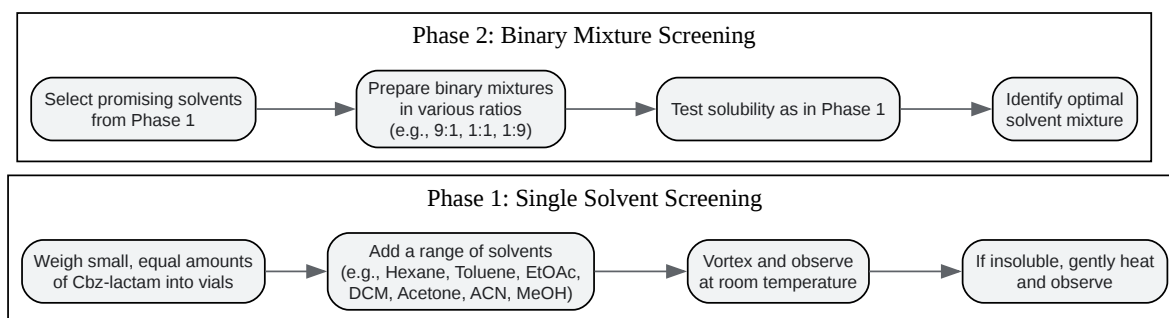 Phase 2: Binary Mixture Screening
Select promising solvents
from Phase 1
Prepare binary mixtures
in various ratios
(e.g., 9:1, 1:1, 1:9)
Test solubility as in Phase 1
Identify optimal
solvent mixture
Phase 1: Single Solvent Screening
Weigh small, equal amounts
of Cbz-lactam into vials
Add a range of solvents
(e.g., Hexane, Toluene, EtOAc,
DCM, Acetone, ACN, MeOH)
Vortex and observe
at room temperature
If insoluble, gently heat
and observe